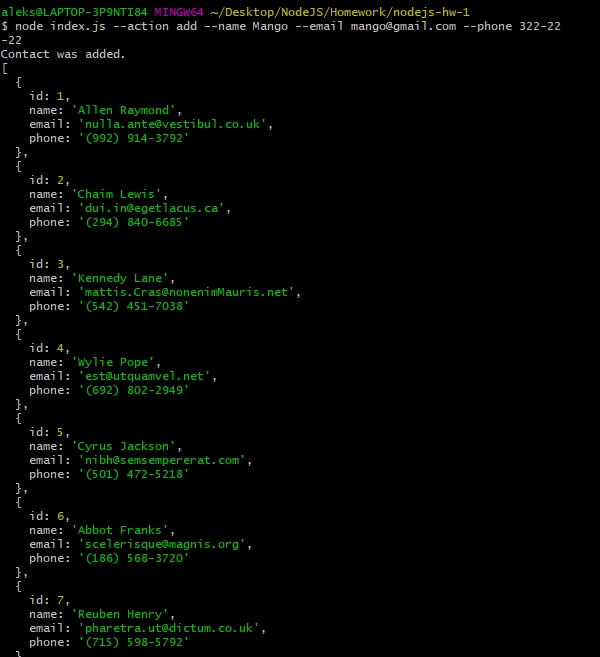 aleks@LAPTOP-3P9NTI84 MINGW64 ~/Desktop/NodeJS/Homework/nodejs-hw-1
$ node index.js --action add --name Mango --email mango@gmail.com --phone 322-22
-22
Contact was added.
[
  {
    id: 1,
    name: 'Allen Raymond',
    email: 'nulla.ante@vestibul.co.uk',
    phone: '(992) 914-3792'
  },
  {
    id: 2,
    name: 'Chaim Lewis',
    email: 'dui.in@egetlacus.ca',
    phone: '(294) 840-6685'
  },
  {
    id: 3,
    name: 'Kennedy Lane',
    email: 'mattis.Cras@nonenimMauris.net',
    phone: '(542) 451-7038'
  },
  {
    id: 4,
    name: 'Wylie Pope',
    email: 'est@utquamvel.net',
    phone: '(692) 802-2949'
  },
  {
    id: 5,
    name: 'Cyrus Jackson',
    email: 'nibh@semsempererat.com',
    phone: '(501) 472-5218'
  },
  {
    id: 6,
    name: 'Abbot Franks',
    email: 'scelerisque@magnis.org',
    phone: '(186) 568-3720'
  },
  {
    id: 7,
    name: 'Reuben Henry',
    email: 'pharetra.ut@dictum.co.uk',
    phone: '(715) 598-5792'
  }